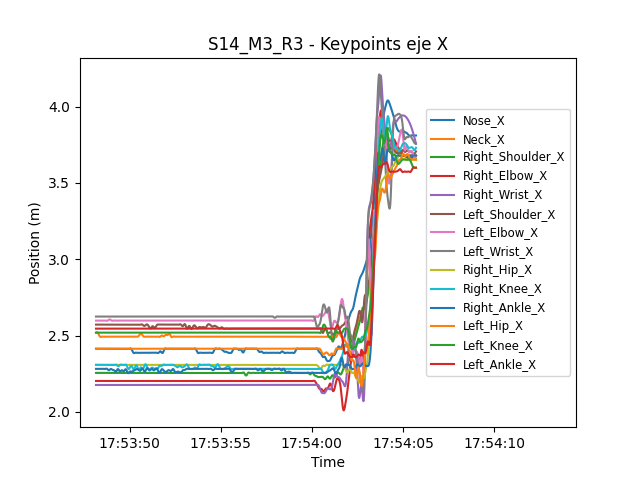 S14_M3_R3 - Keypoints eje X
Position (m)
4.0
3.5
3.0
2.5
2.0
17:53:50
17:53:55
17:54:00
17:54:05
17:54:10
Time
Nose_X
Neck_X
Right_Shoulder_X
Right_Elbow_X
Right_Wrist_X
Left_Shoulder_X
Left_Elbow_X
Left_Wrist_X
Right_Hip_X
Right_Knee_X
Right_Ankle_X
Left_Hip_X
Left_Knee_X
Left_Ankle_X